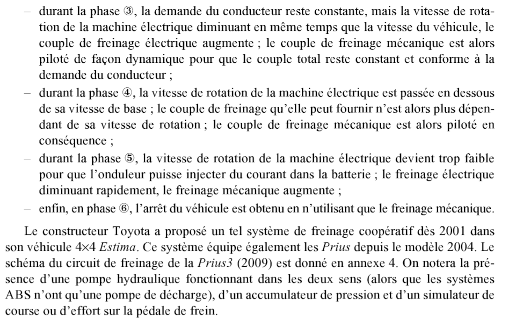 – durant la phase ③, la demande du conducteur reste constante, mais la vitesse de rota-
tion de la machine électrique diminuant en même temps que la vitesse du véhicule, le
couple de freinage électrique augmente ; le couple de freinage mécanique est alors
piloté de façon dynamique pour que le couple total reste constant et conforme à la
demande du conducteur ;
– durant la phase ④, la vitesse de rotation de la machine électrique est passée en dessous
de sa vitesse de base ; le couple de freinage qu'elle peut fournir n'est alors plus dépen-
dant de sa vitesse de rotation ; le couple de freinage mécanique est alors piloté en
conséquence ;
– durant la phase ⑤, la vitesse de rotation de la machine électrique devient trop faible
pour que l'onduleur puisse injecter du courant dans la batterie ; le freinage électrique
diminuant rapidement, le freinage mécanique augmente ;
– enfin, en phase ⑥, l'arrêt du véhicule est obtenu en n'utilisant que le freinage mécanique.
Le constructeur Toyota a proposé un tel système de freinage coopératif dès 2001 dans
son véhicule 4×4 Estima. Ce système équipe également les Prius depuis le modèle 2004. Le
schéma du circuit de freinage de la Prius3 (2009) est donné en annexe 4. On notera la pré-
sence d'une pompe hydraulique fonctionnant dans les deux sens (alors que les systèmes
ABS n'ont qu'une pompe de décharge), d'un accumulateur de pression et d'un simulateur de
course ou d'effort sur la pédale de frein.